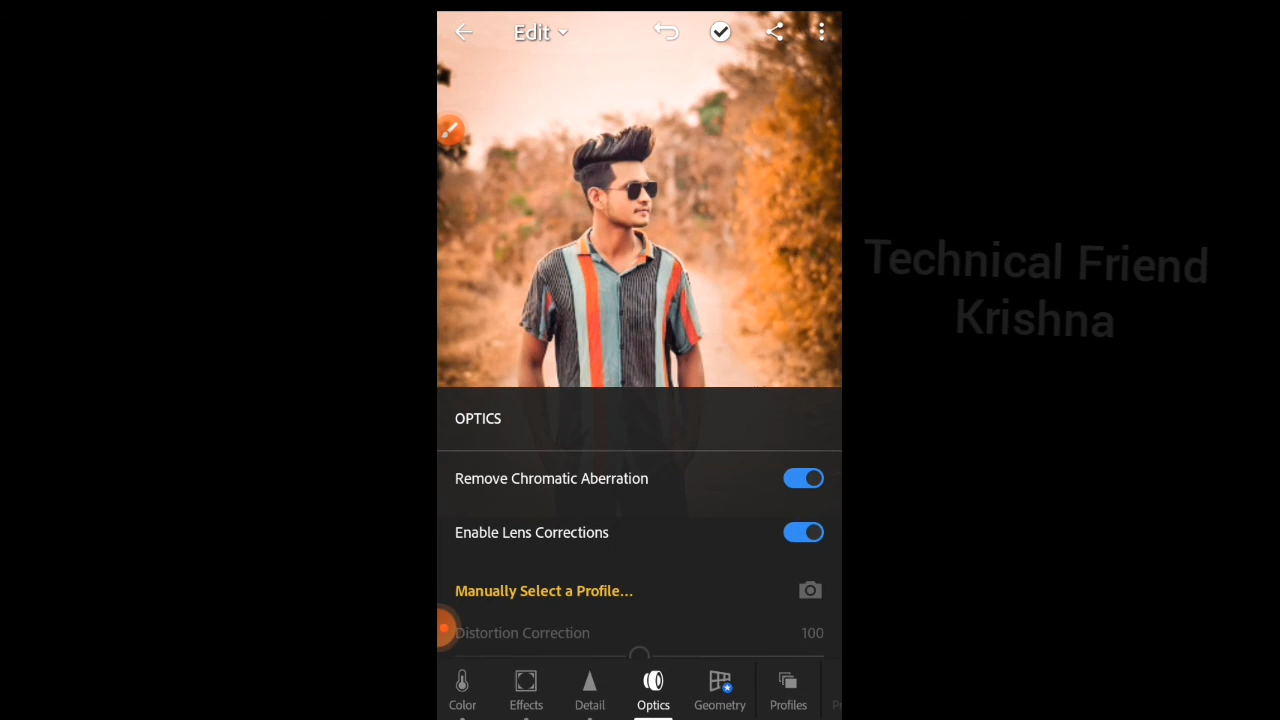 Edit
Technical Friend
Krishna
OPTICS
Remove Chromatic Aberration
Enable Lens Corrections
Manually Select a Profile...
Distortion Correction 100
Color Effects Detail Optics Geometry Profiles